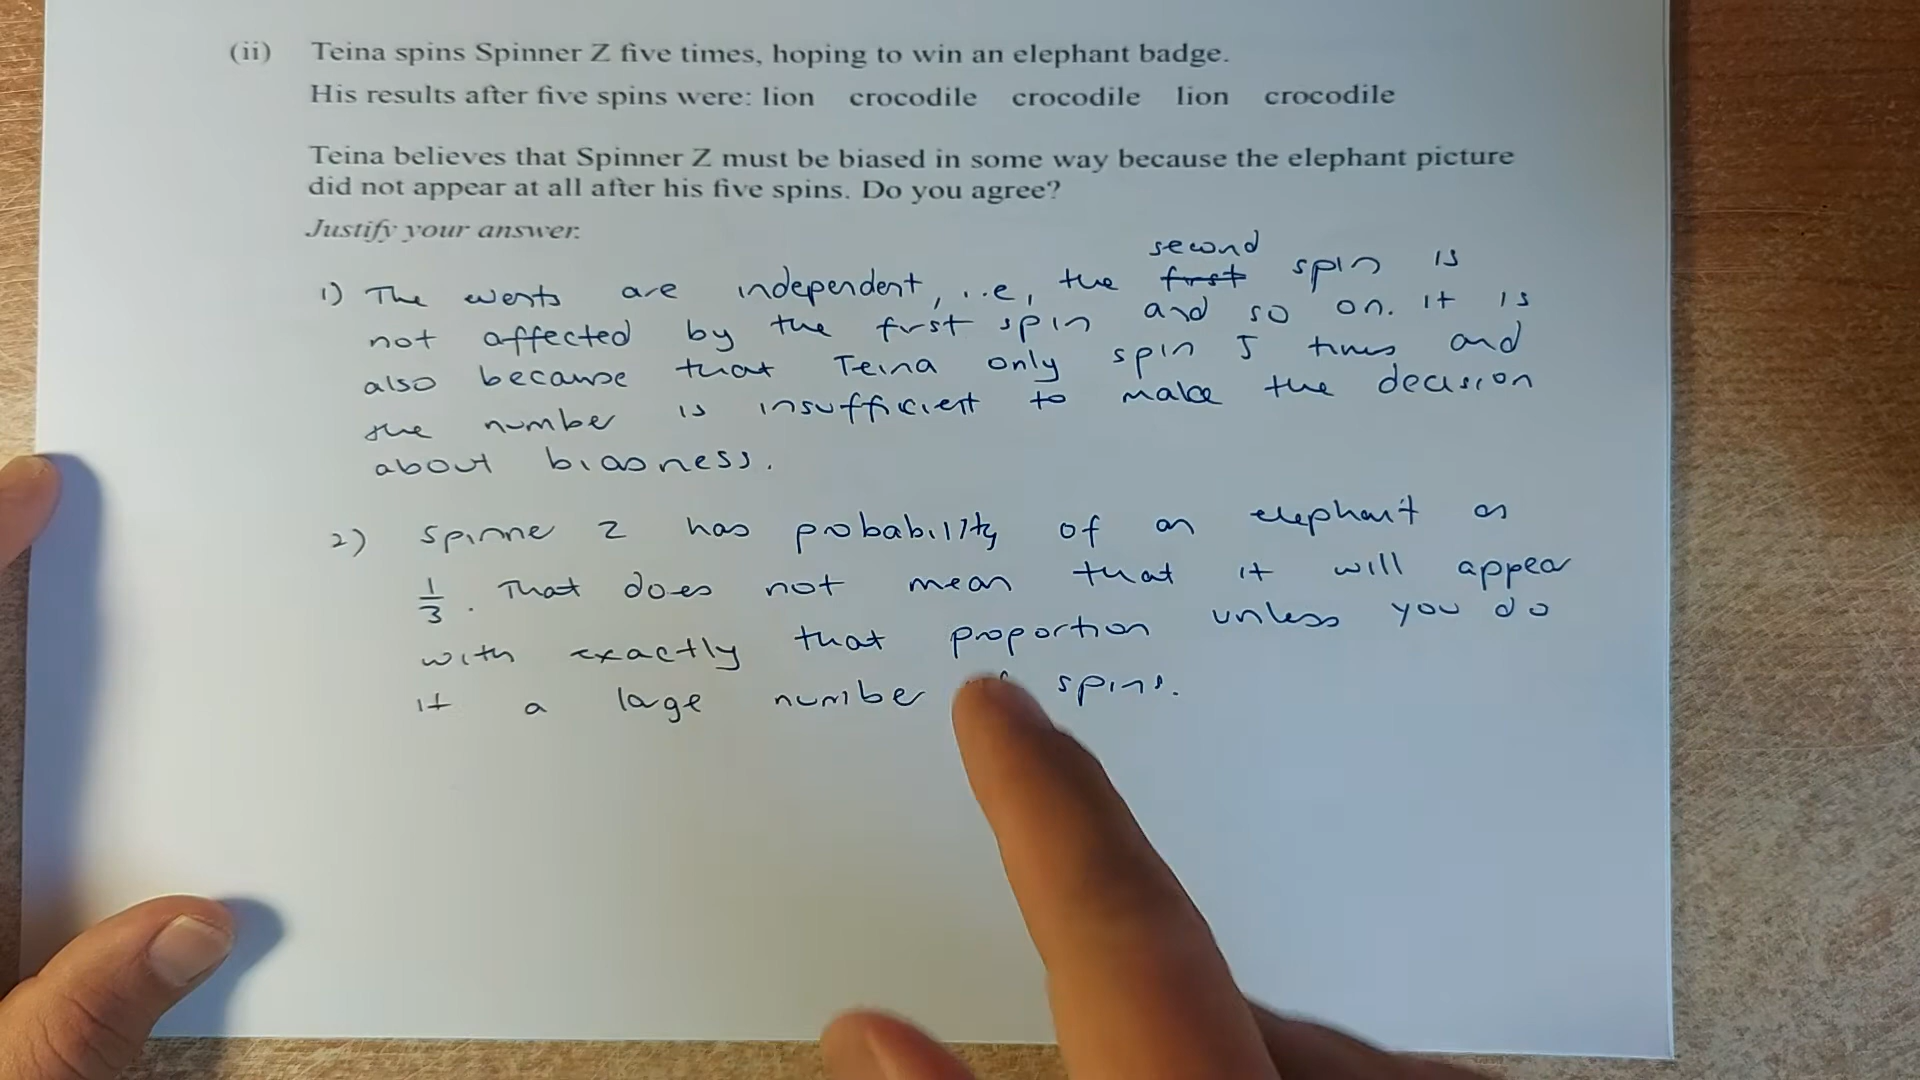 (ii) Teina spins Spinner Z five times, hoping to win an elephant badge.
His results after five spins were: lion crocodile crocodile lion crocodile
Teina believes that Spinner Z must be biased in some way because the elephant picture
did not appear at all after his five spins. Do you agree?
Justify your answer.
1) The events are independent, i.e, the first second spin is
not affected by the first spin and so on. It is
also because that Teina only spin 5 times and
the number is insufficient to make the decision
about biasness.
2) Spinne Z has probability of an elephant as
1/3. That does not mean that it will appear
with exactly that proportion unless you do
it a large number spins.